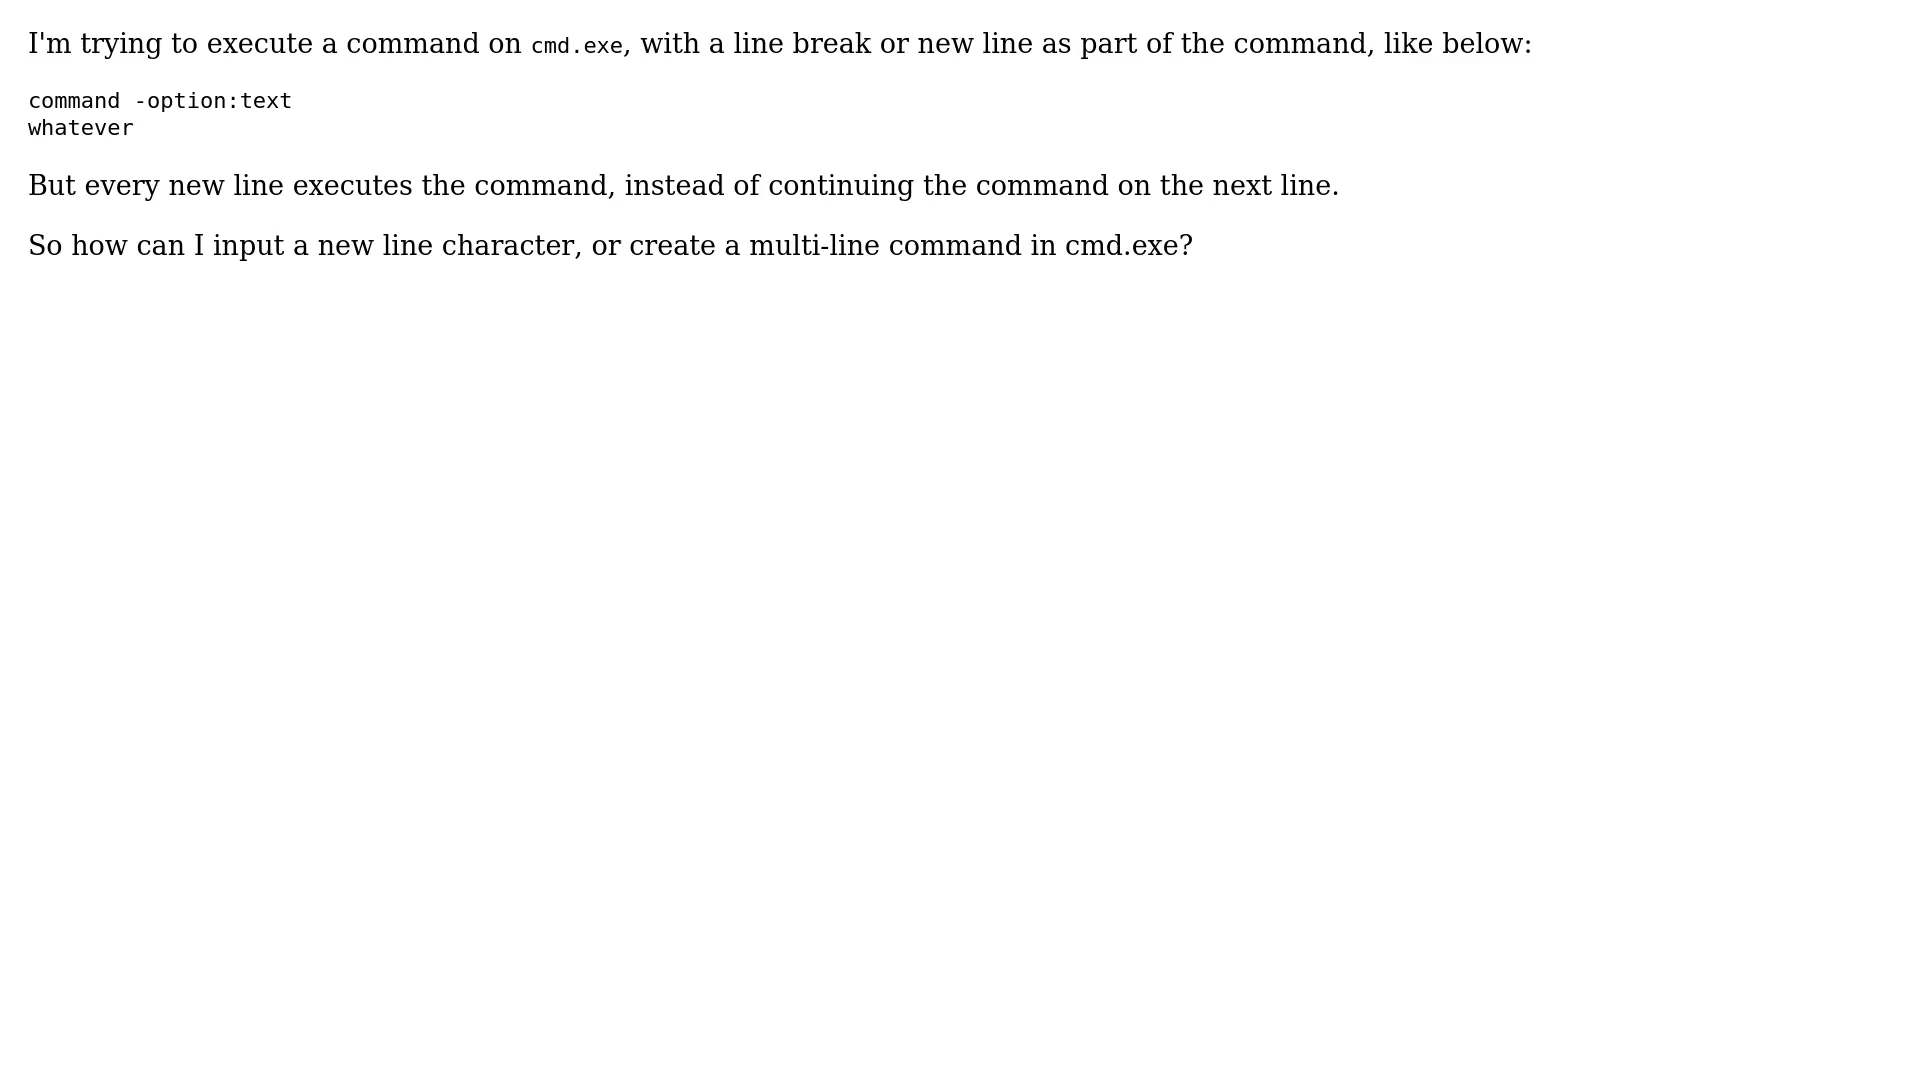 I'm trying to execute a command on cmd.exe, with a line break or new line as part of the command, like below:
command -option:text
whatever
But every new line executes the command, instead of continuing the command on the next line.
So how can I input a new line character, or create a multi-line command in cmd.exe?